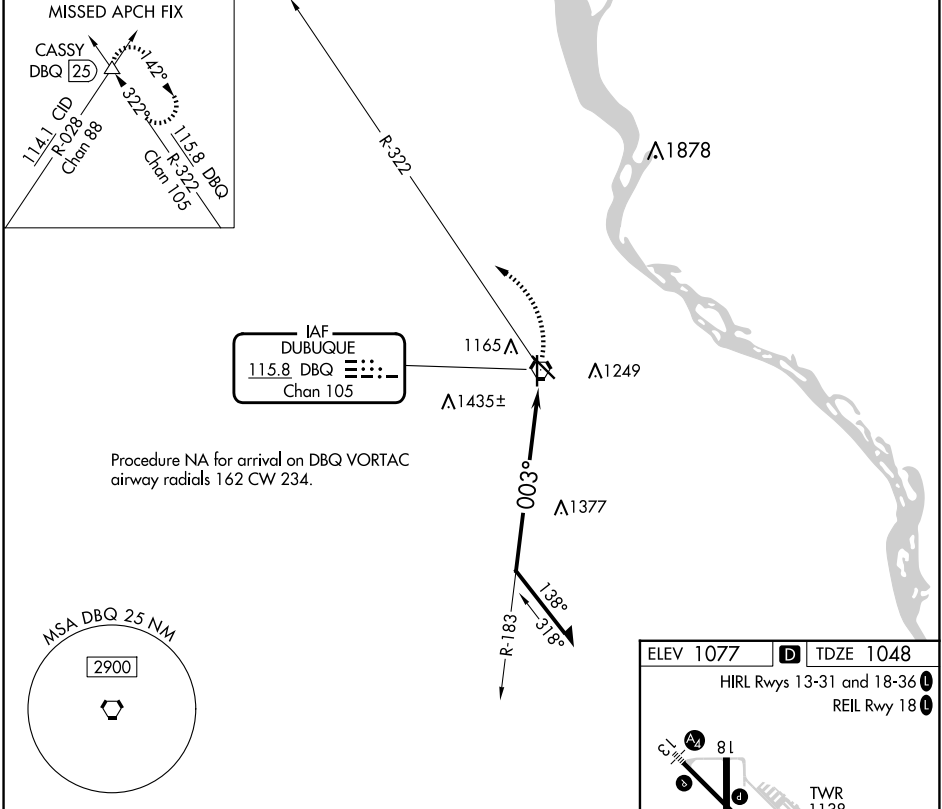 MISSED APCH FIX
CASSY
DBQ 25
142°
322°
114.1 CID
R-028
Chan 88
115.8 DBQ
R-322
Chan 105
R-322
1878
IAF
DUBUQUE
115.8 DBQ
Chan 105
1165
1249
1435±
Procedure NA for arrival on DBQ VORTAC
airway radials 162 CW 234.
003°
1377
138°
318°
R-183
MSA DBQ 25 NM
2900
ELEV 1077 D TDZE 1048
HIRL Rwys 13-31 and 18-36 L
REIL Rwy 18 L
13
A4
18
P
TWR